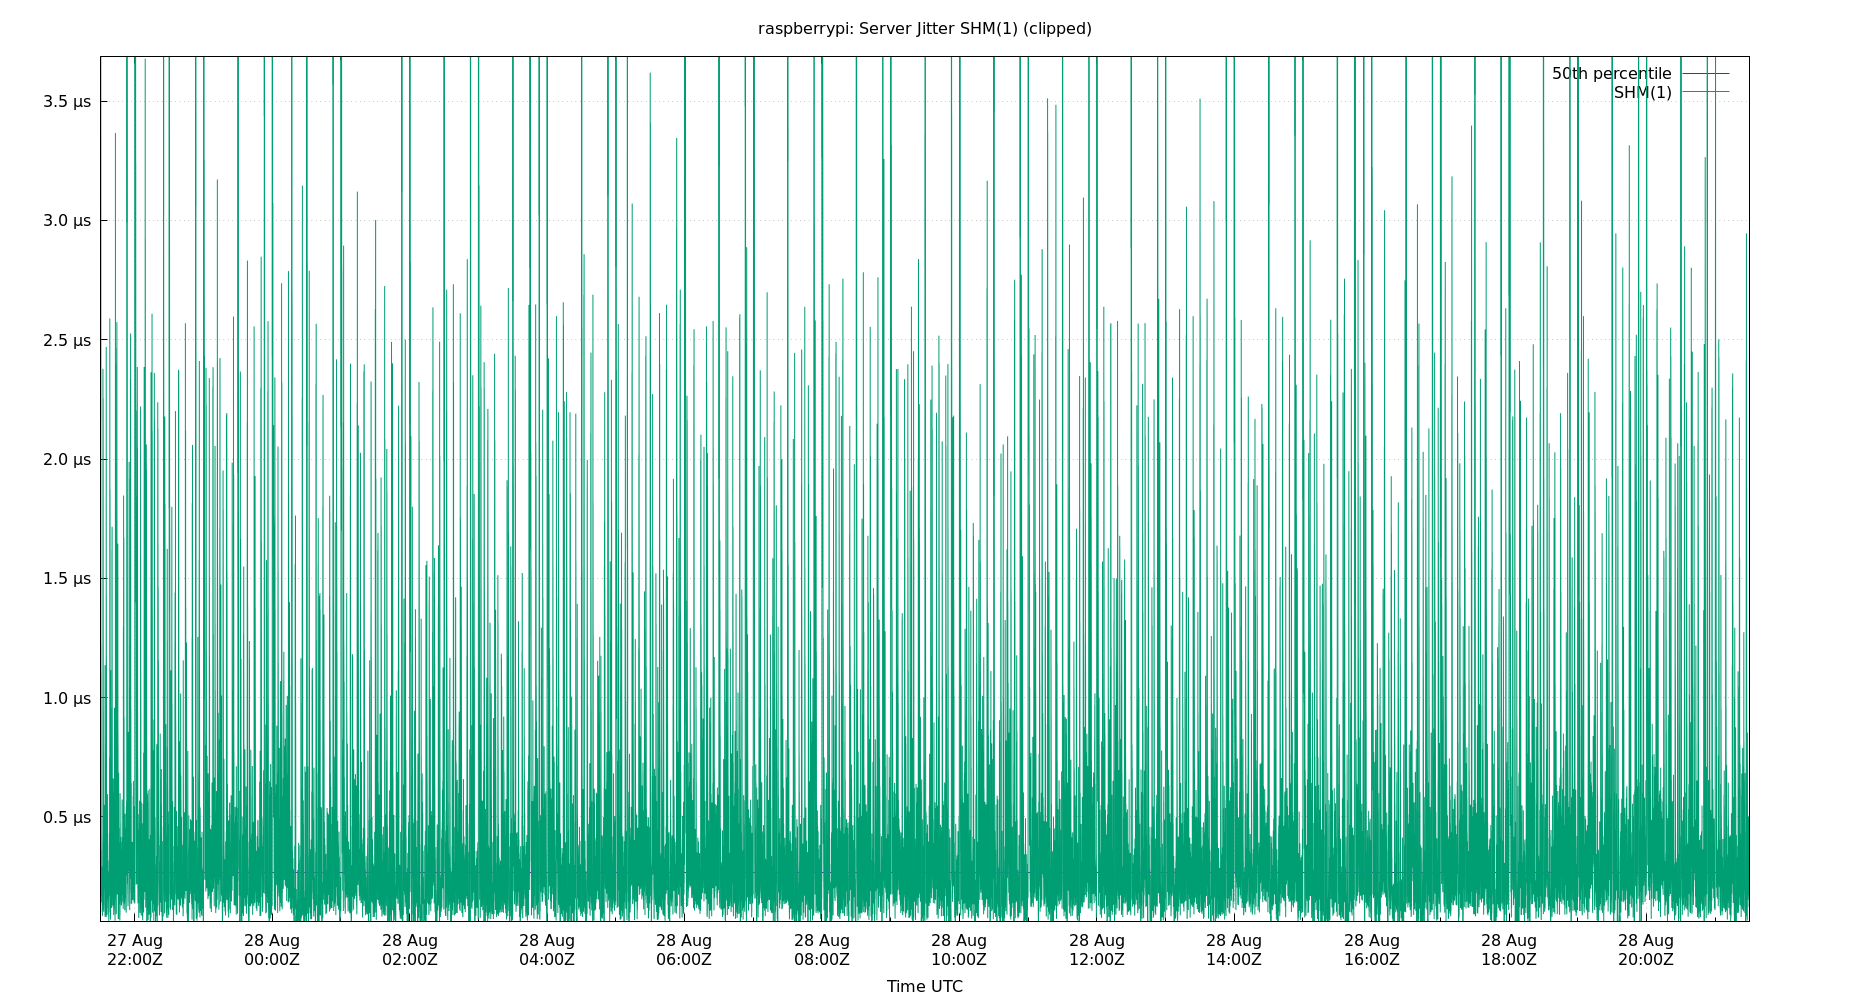 raspberrypi: Server Jitter SHM(1) (clipped)
50th percentile
SHM(1)
3.5 μs
3.0 μs
2.5 μs
2.0 μs
1.5 μs
1.0 μs
0.5 μs
27 Aug 28 Aug 28 Aug 28 Aug 28 Aug 28 Aug 28 Aug 28 Aug 28 Aug 28 Aug 28 Aug 28 Aug
22:00Z 00:00Z 02:00Z 04:00Z 06:00Z 08:00Z 10:00Z 12:00Z 14:00Z 16:00Z 18:00Z 20:00Z
Time UTC